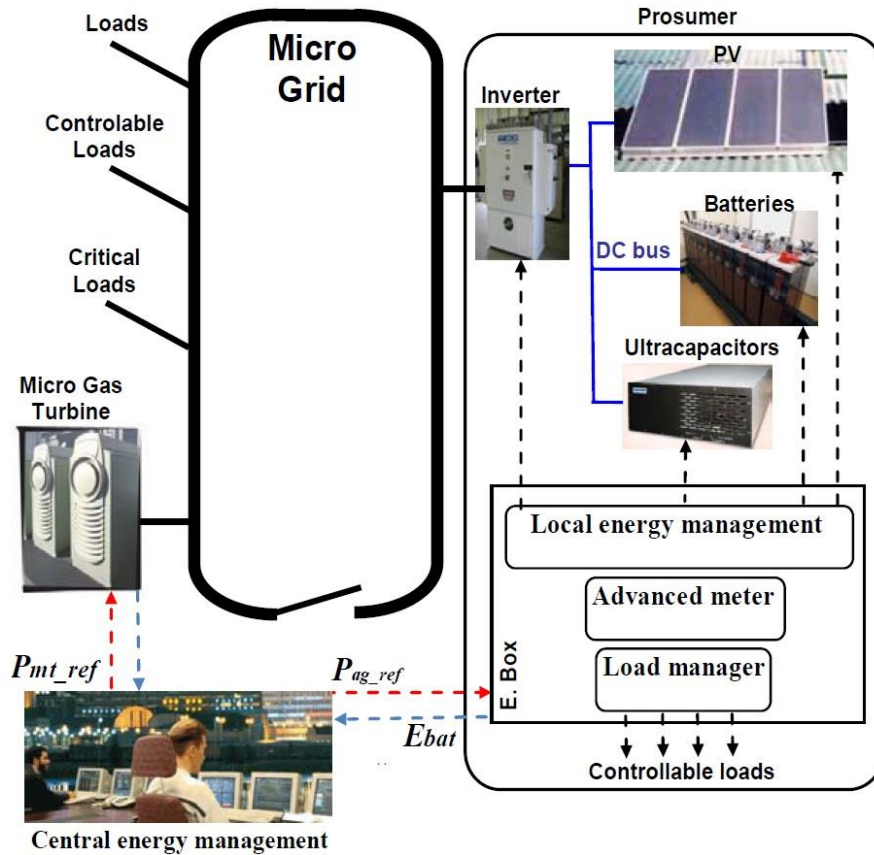 Loads
Controlable
Loads
Critical
Loads
Micro Gas
Turbine
Micro
Grid
Prosumer
PV
Inverter
Batteries
DC bus
Ultracapacitors
Local energy management
Advanced meter
Load manager
E. Box
Controllable loads
Pmt_ref
Pag_ref
Ebat
..
Central energy management